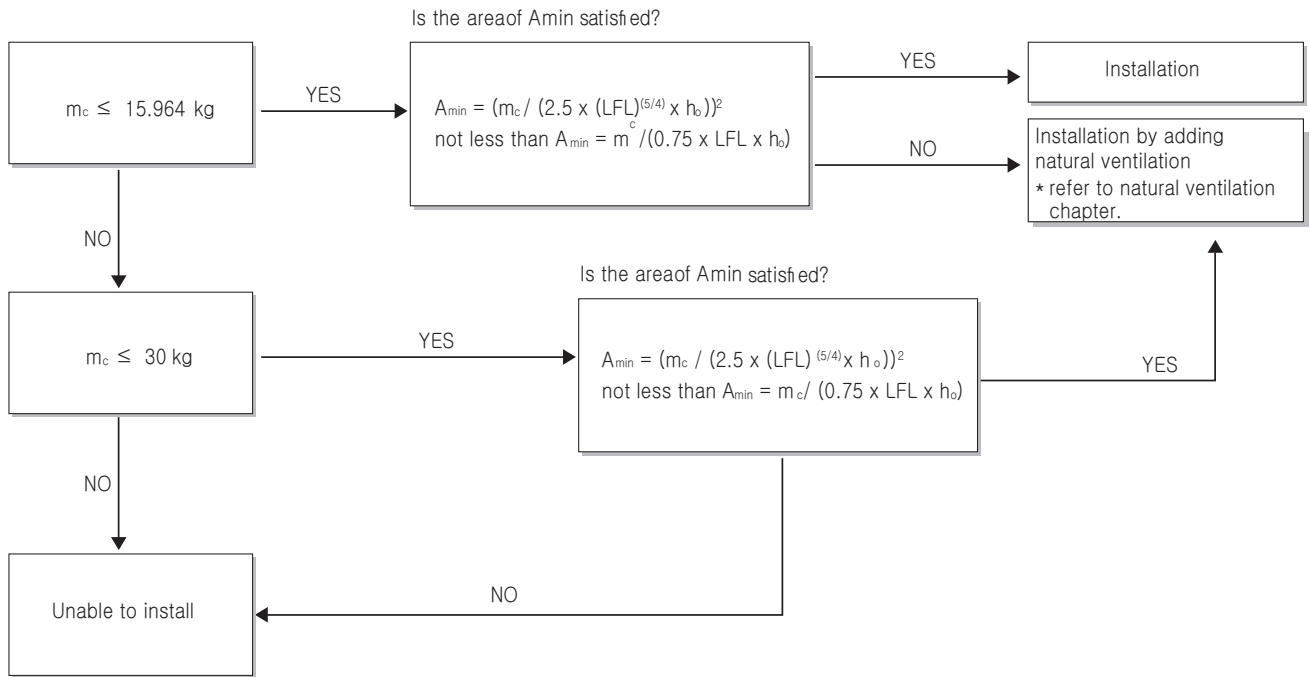 Is the areaof Amin satisfied?
mc ≤ 15.964 kg
YES
Amin = (mc / (2.5 x (LFL)(5/4) x ho))2
not less than Amin = mc/(0.75 x LFL x ho)
YES
Installation
NO
Installation by adding
natural ventilation
* refer to natural ventilation
chapter.
NO
Is the areaof Amin satisfied?
mc ≤ 30 kg
YES
Amin = (mc / (2.5 x (LFL) (5/4) x ho))2
not less than Amin = mc/ (0.75 x LFL x ho)
YES
NO
Unable to install
NO